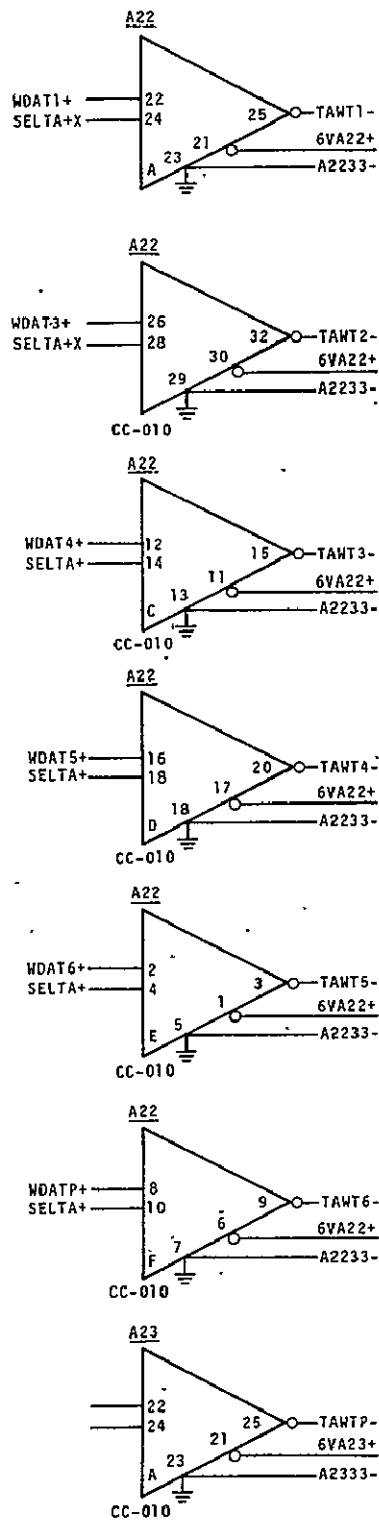 A22
WDAT1+ 22 25 TAWT1-
SELTA+X 24 21 6VA22+
A 23 A2233-
A22
WDAT3+ 26 32 TAWT2-
SELTA+X 28 30 6VA22+
29 A2233-
CC-010
A22
WDAT4+ 12 15 TAWT3-
SELTA+ 14 11 6VA22+
C 13 A2233-
CC-010
A22
WDAT5+ 16 20 TAWT4-
SELTA+ 18 17 6VA22+
D 18 A2233-
CC-010
A22
WDAT6+ 2 3 TAWT5-
SELTA+ 4 1 6VA22+
E 5 A2233-
CC-010
A22
WDATP+ 8 9 TAWT6-
SELTA+ 10 6 6VA22+
F 7 A2233-
CC-010
A23
22 25 TAWTP-
24 21 6VA23+
A 23 A2333-
CC-010